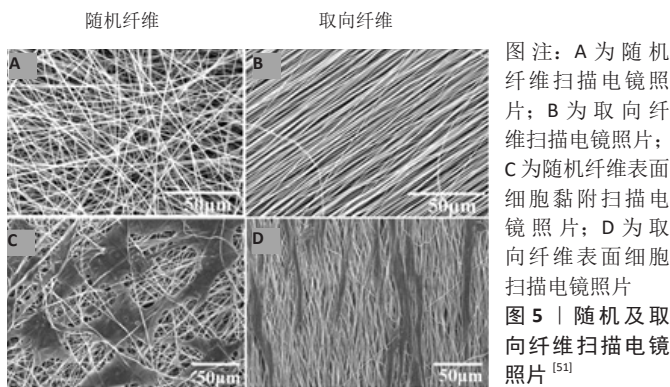 随机纤维
取向纤维
A
B
50μm
50μm
C
D
50μm
50μm
图注：A 为随机
纤维扫描电镜照
片；B 为取向纤
维扫描电镜照片；
C 为随机纤维表面
细胞黏附扫描电
镜照片；D 为取
向纤维表面细胞
扫描电镜照片
图 5 ｜随机及取
向纤维扫描电镜
照片 [51]